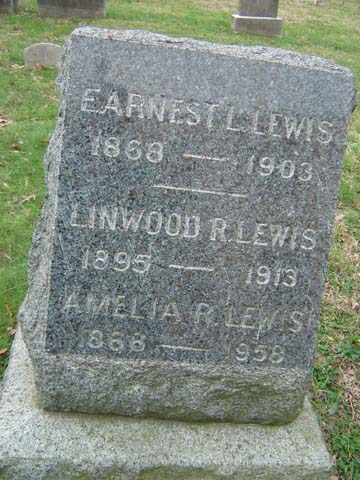 EARNEST L. LEWIS
1868 — 1903
LINWOOD R. LEWIS
1895 — 1913
AMELIA R. LEWIS
1868 — 1958